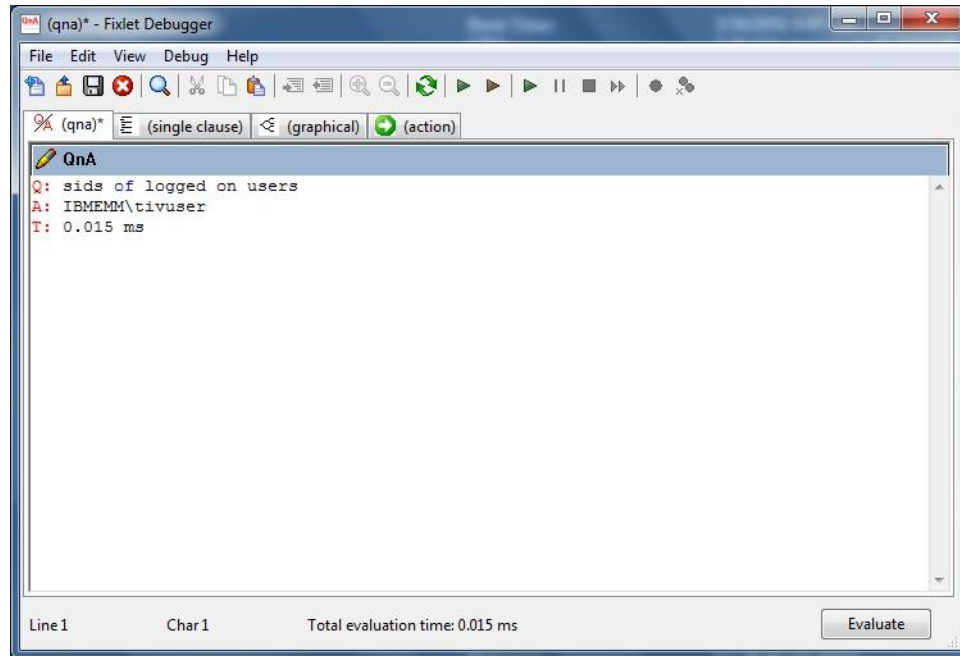 QnA (qna)* - Fixlet Debugger
File Edit View Debug Help
(qna)* (single clause) (graphical) (action)
QnA
Q: sids of logged on users
A: IBMEMM\tivuser
T: 0.015 ms
Line 1 Char 1 Total evaluation time: 0.015 ms Evaluate